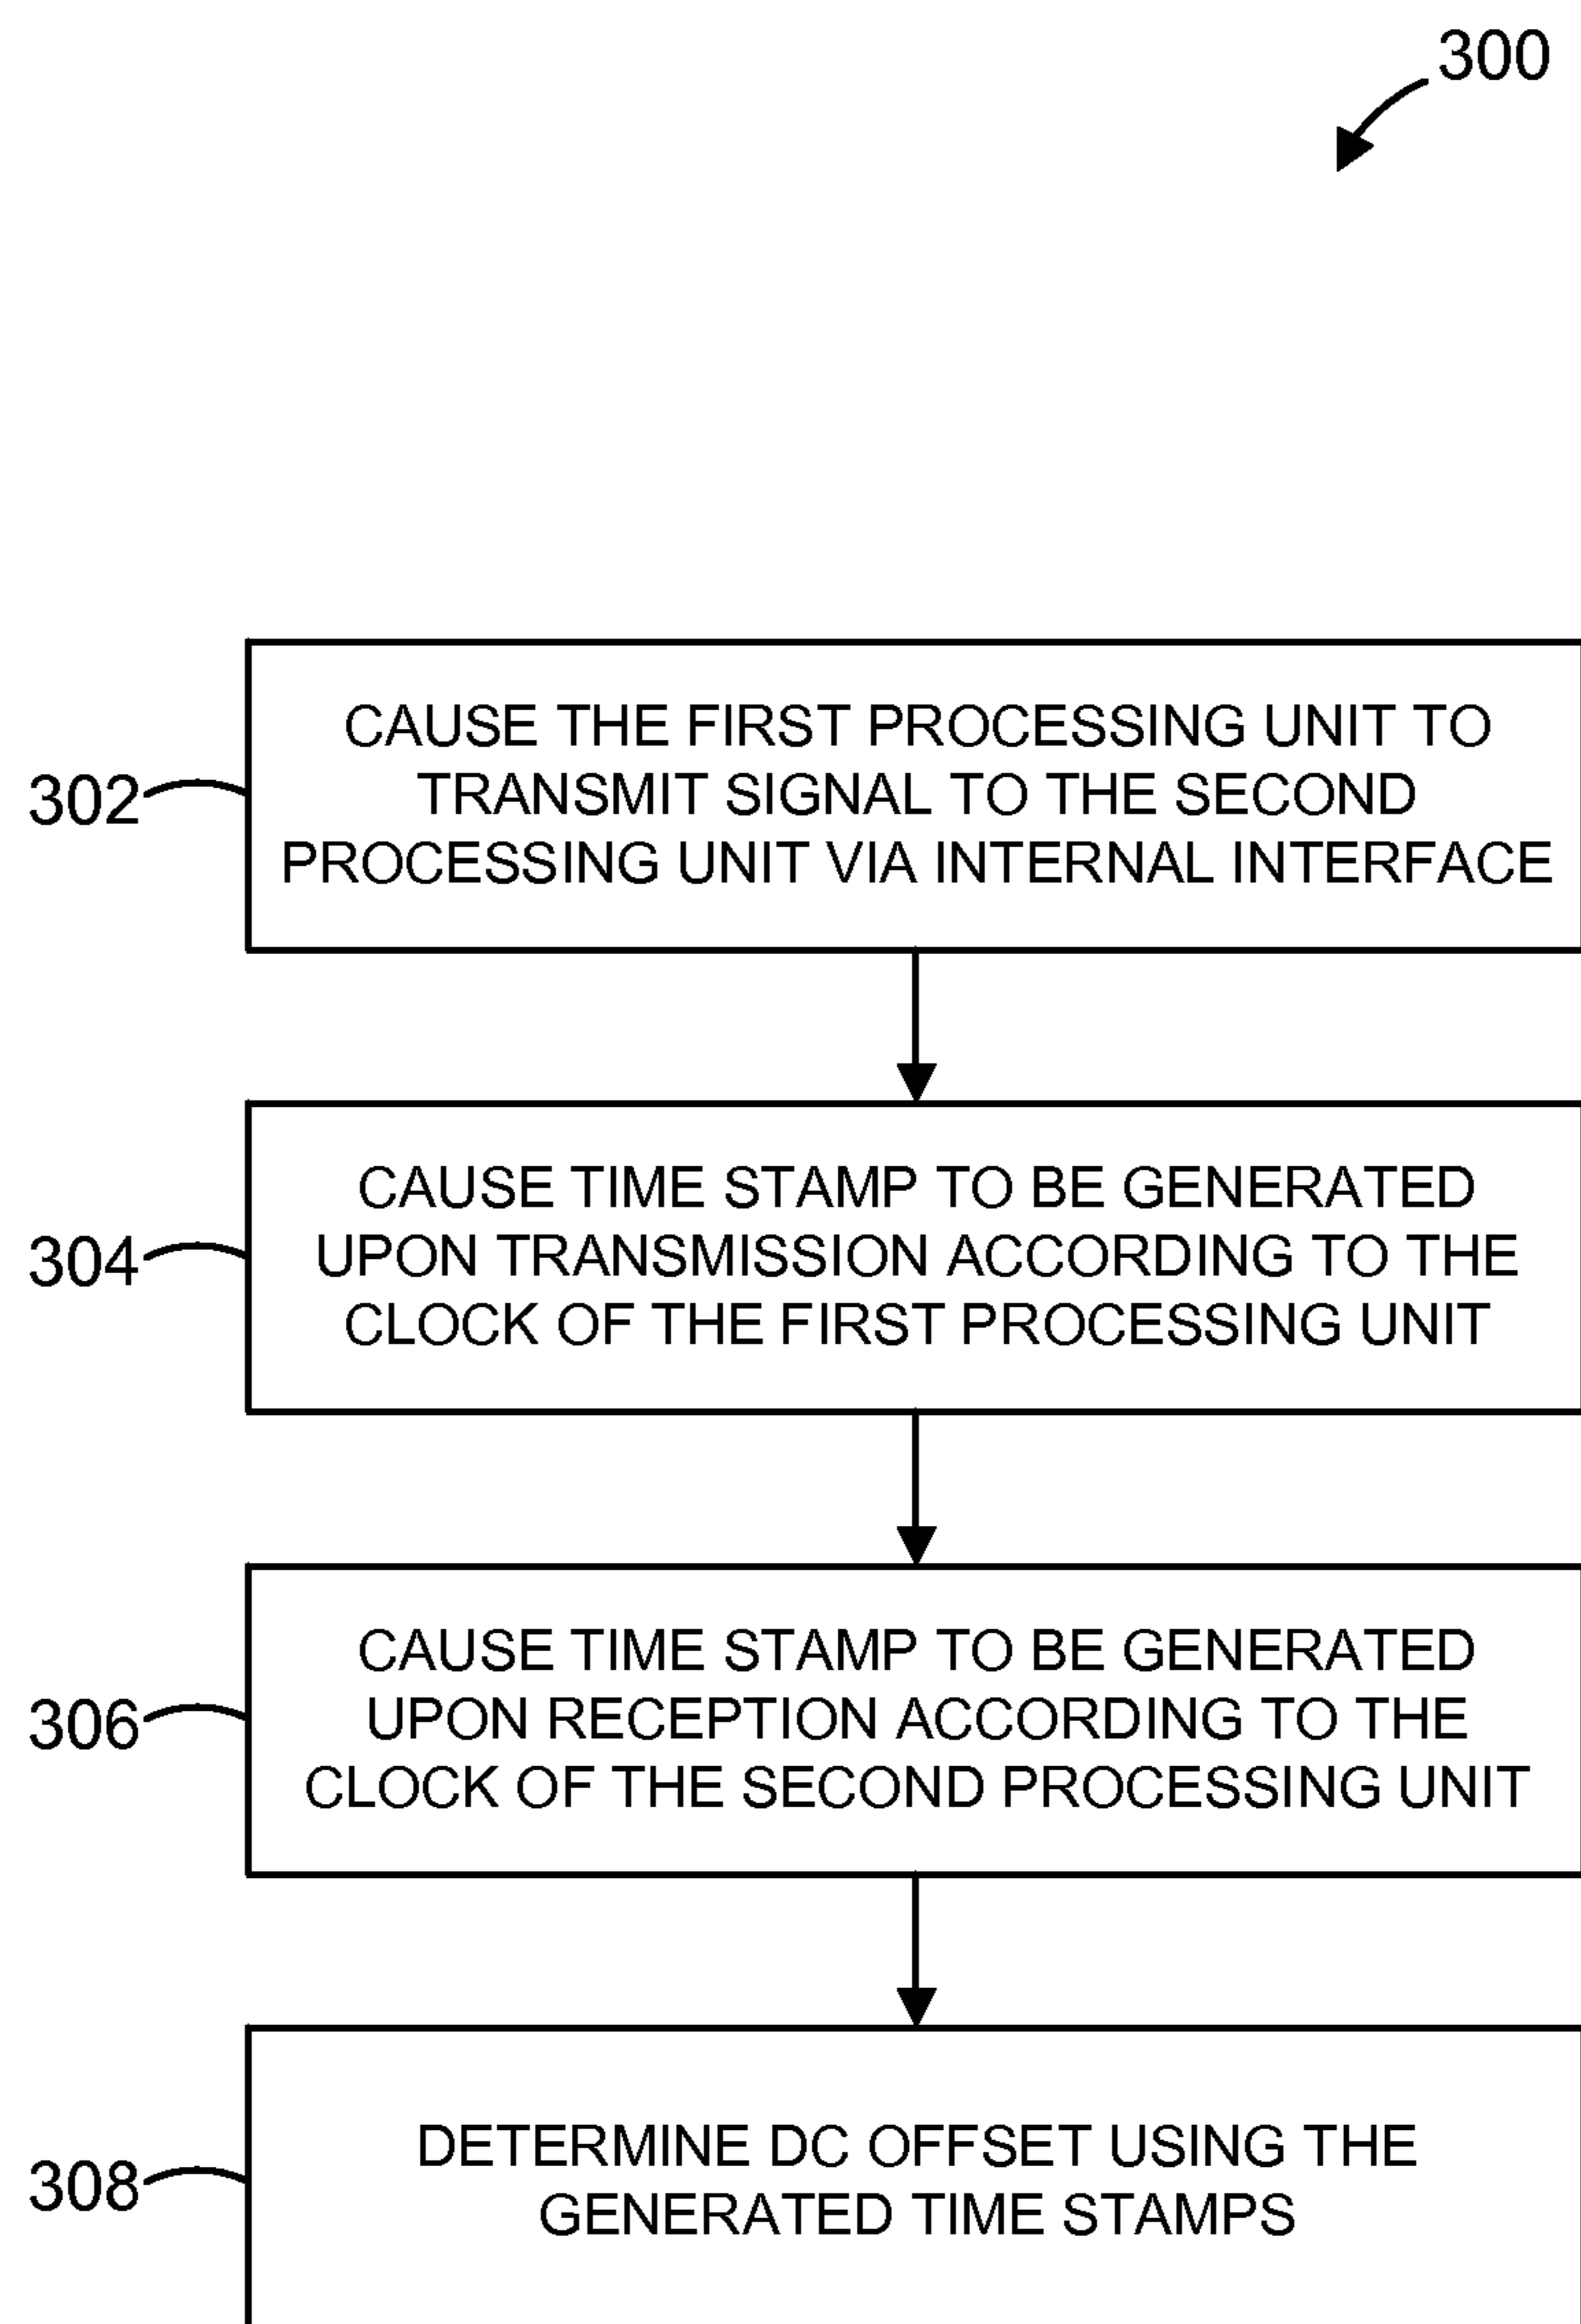 300
302
CAUSE THE FIRST PROCESSING UNIT TO
TRANSMIT SIGNAL TO THE SECOND
PROCESSING UNIT VIA INTERNAL INTERFACE
304
CAUSE TIME STAMP TO BE GENERATED
UPON TRANSMISSION ACCORDING TO THE
CLOCK OF THE FIRST PROCESSING UNIT
306
CAUSE TIME STAMP TO BE GENERATED
UPON RECEPTION ACCORDING TO THE
CLOCK OF THE SECOND PROCESSING UNIT
308
DETERMINE DC OFFSET USING THE
GENERATED TIME STAMPS